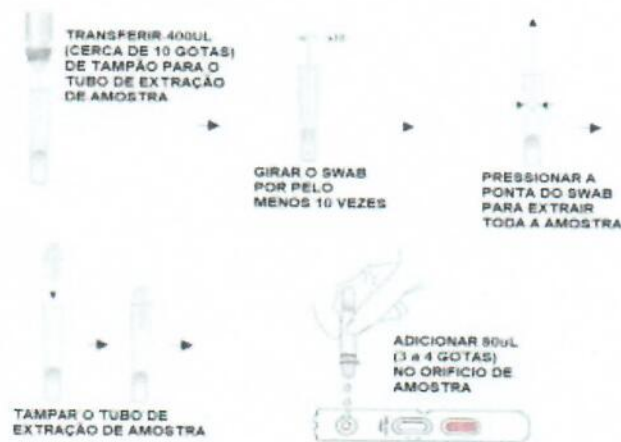 TRANSFERIR 400UL
(CERCA DE 10 GOTAS)
DE TAMPÃO PARA O
TUBO DE EXTRAÇÃO
DE AMOSTRA
x10
GIRAR O SWAB
POR PELO
MENOS 10 VEZES
PRESSIONAR A
PONTA DO SWAB
PARA EXTRAIR
TODA A AMOSTRA
TAMPAR O TUBO DE
EXTRAÇÃO DE AMOSTRA
ADICIONAR 80uL
(3 a 4 GOTAS)
NO ORIFICIO DE
AMOSTRA